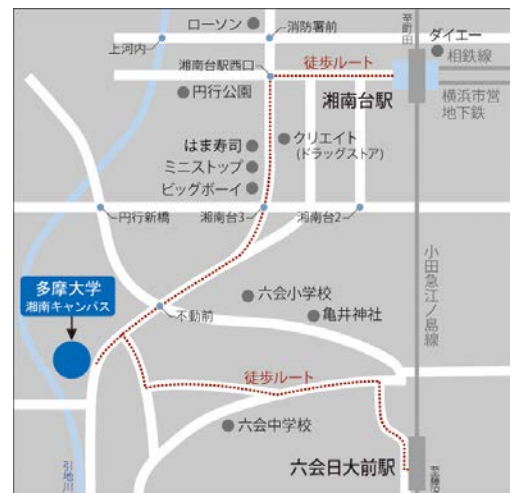 ローソン
消防署前
至町田
ダイエー
上河内
相鉄線
湘南台駅西口
徒歩ルート
円行公園
湘南台駅
横浜市営
地下鉄
はま寿司
クリエイト
(ドラッグストア)
ミニストップ
ビッグボーイ
円行新橋
湘南台3
湘南台2
小田急江ノ島線
多摩大学
湘南キャンパス
六会小学校
不動前
亀井神社
徒歩ルート
六会中学校
引地川
六会日大前駅
至藤沢